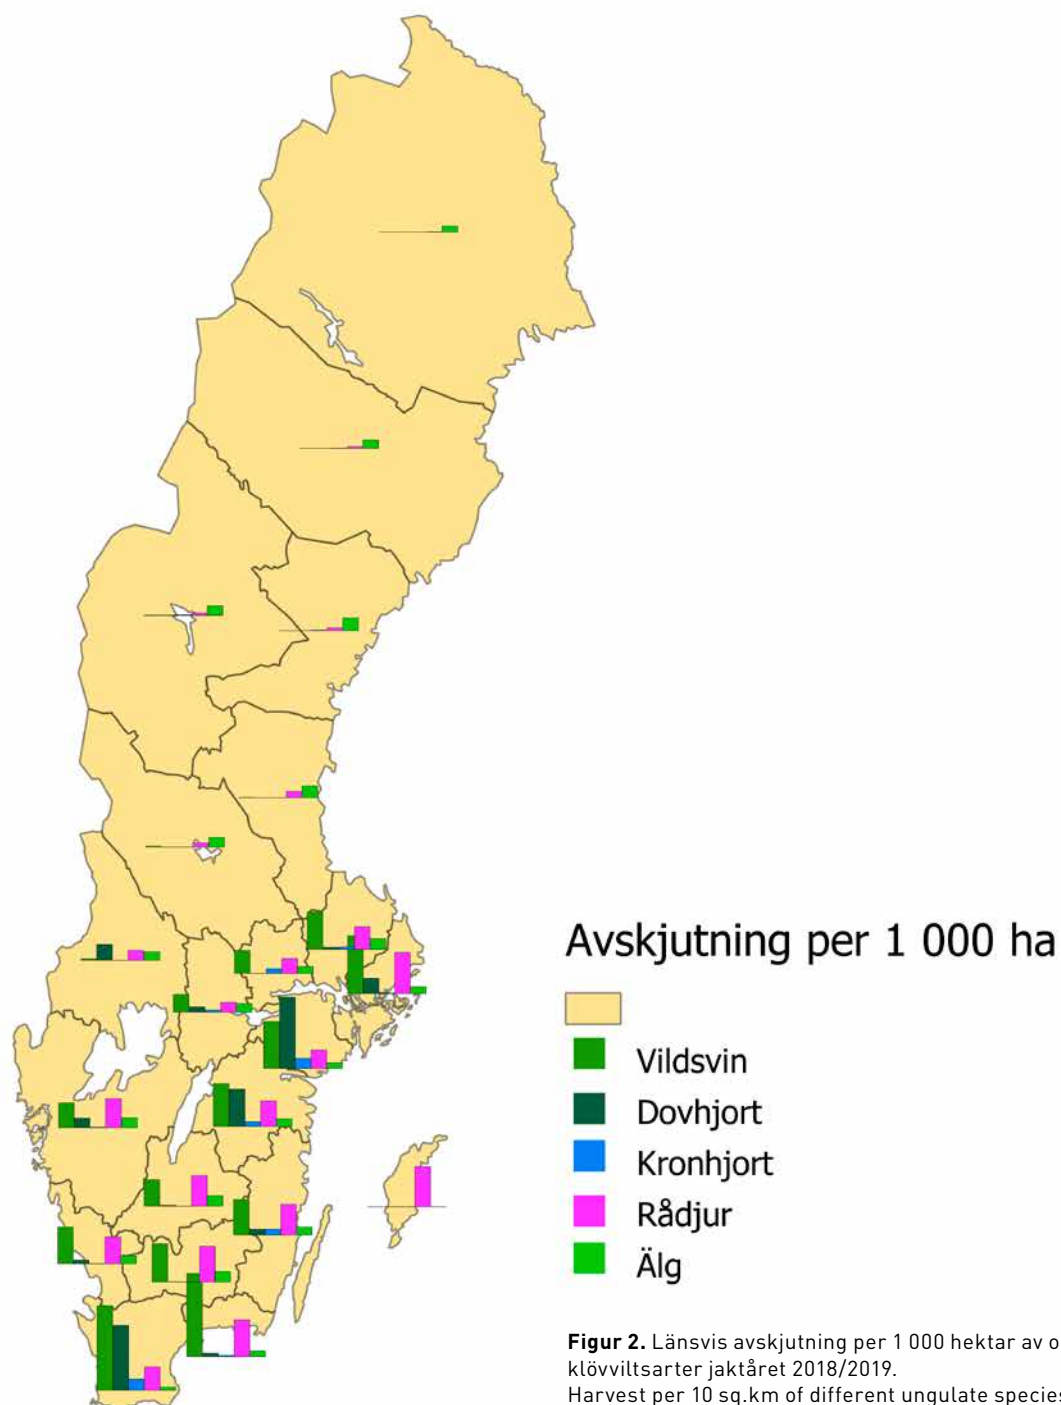 Avskjutning per 1 000 ha
Vildsvin
Dovhjort
Kronhjort
Rådjur
Älg
Figur 2. Länsvis avskjutning per 1 000 hektar av o
klövviltsarter jaktåret 2018/2019.
Harvest per 10 sq.km of different ungulate species